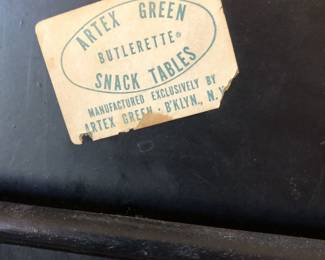 ARTEX GREEN
BUTLERETTE®
SNACK TABLES
MANUFACTURED EXCLUSIVELY BY
ARTEX GREEN · B'KLYN., N. Y